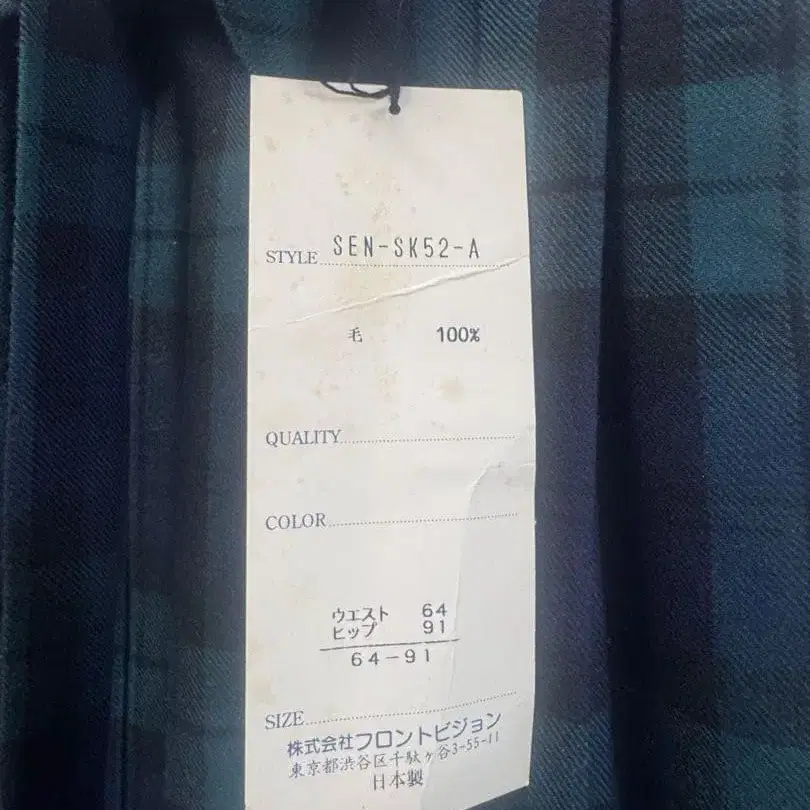 STYLE SEN-SK52-A
毛 100%
QUALITY
COLOR
ウエスト 64
ヒップ 91
64-91
SIZE
株式会社フロントビジョン
東京都渋谷区千駄ヶ谷3-55-11
日本製